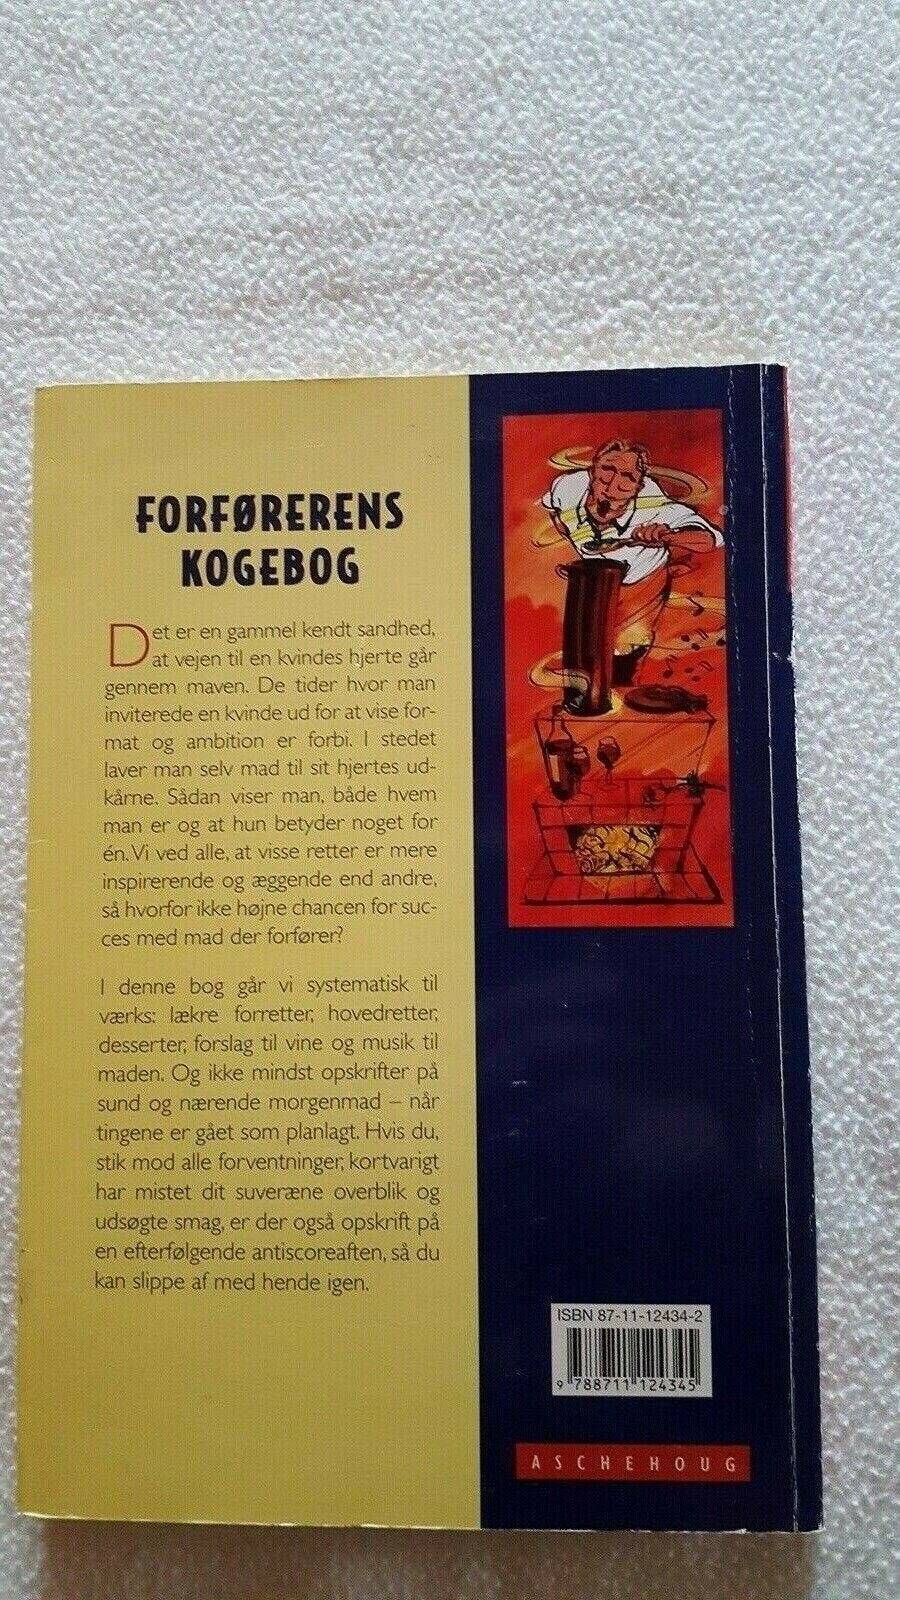 FORFØRERENS
KOGEBOG
Det er en gammel kendt sandhed,
at vejen til en kvindes hjerte går
gennem maven. De tider hvor man
inviterede en kvinde ud for at vise for-
mat og ambition er forbi. I stedet
laver man selv mad til sit hjertes ud-
kårne. Sådan viser man, både hvem
man er og at hun betyder noget for
én. Vi ved alle, at visse retter er mere
inspirerende og æggende end andre,
så hvorfor ikke højne chancen for suc-
ces med mad der forfører?
I denne bog går vi systematisk til
værks: lækre forretter, hovedretter,
desserter, forslag til vine og musik til
maden. Og ikke mindst opskrifter på
sund og nærende morgenmad – når
tingene er gået som planlagt. Hvis du,
stik mod alle forventninger, kortvarigt
har mistet dit suveræne overblik og
udsøgte smag, er der også opskrift på
en efterfølgende antiscoreaften, så du
kan slippe af med hende igen.
ISBN 87-11-12434-2
9 788711 124345
ASCHEHOUG